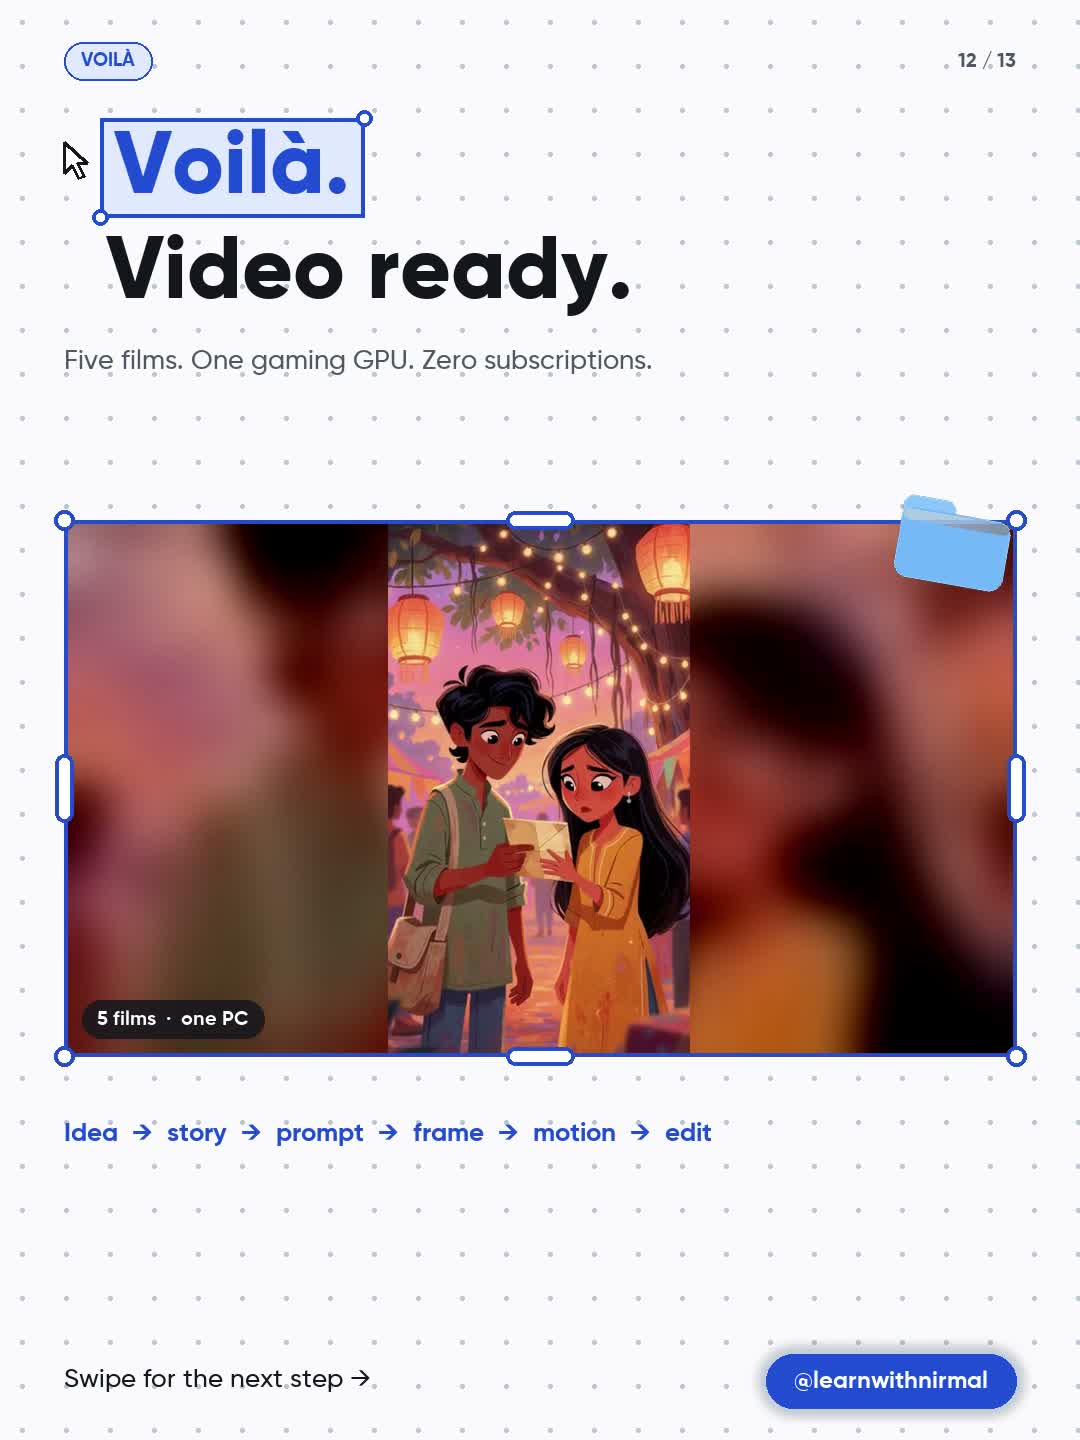 VOILÀ
12 / 13
Voilà.
Video ready.
Five films. One gaming GPU. Zero subscriptions.
5 films · one PC
Idea → story → prompt → frame → motion → edit
Swipe for the next step →
@learnwithnirmal